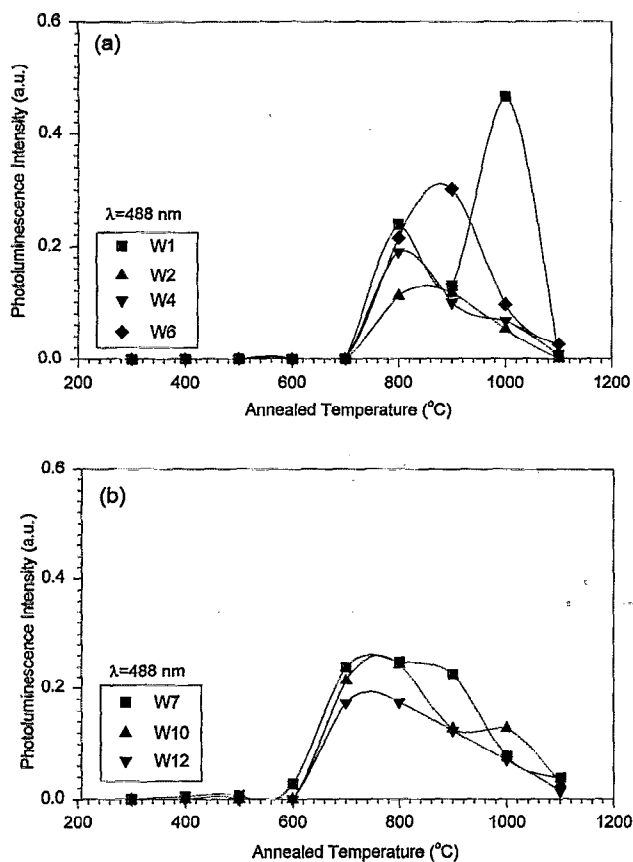 (a)
0.6
0.4
0.2
0.0
Photoluminescence Intensity (a.u.)
λ=488 nm
W1
W2
W4
W6
200 400 600 800 1000 1200
Annealed Temperature (°C)
(b)
0.6
0.4
0.2
0.0
Photoluminescence Intensity (a.u.)
λ=488 nm
W7
W10
W12
200 400 600 800 1000 1200
Annealed Temperature (°C)